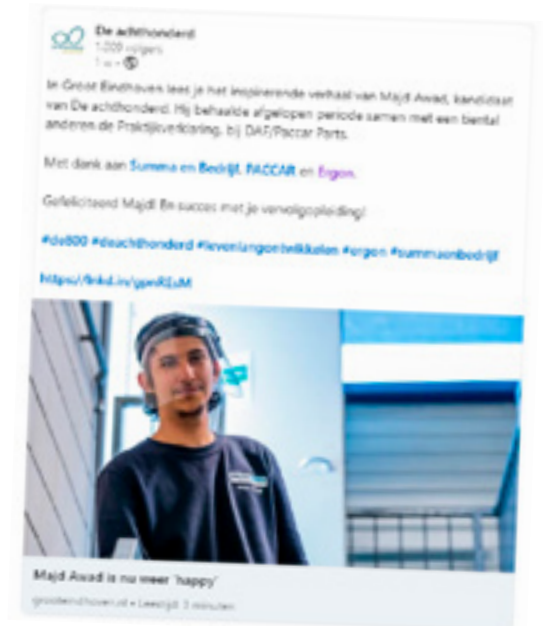 De achthonderd
1.009 volgers
1 w •
In Groot Eindhoven lees je het inspirerende verhaal van Majd Awad, kandidaat
van De achthonderd. Hij behaalde afgelopen periode samen met een tiental
anderen de Praktijkverklaring, bij DAF/Paccar Parts.
Met dank aan Summa en Bedrijf, PACCAR en Ergon.
Gefeliciteerd Majd! En succes met je vervolgopleiding!
#de800 #deachthonderd #levenlangontwikkelen #ergon #summaenbedrijf
Majd Awad is nu weer 'happy'
grooteindhoven.nl • Leestijd: 3 minuten